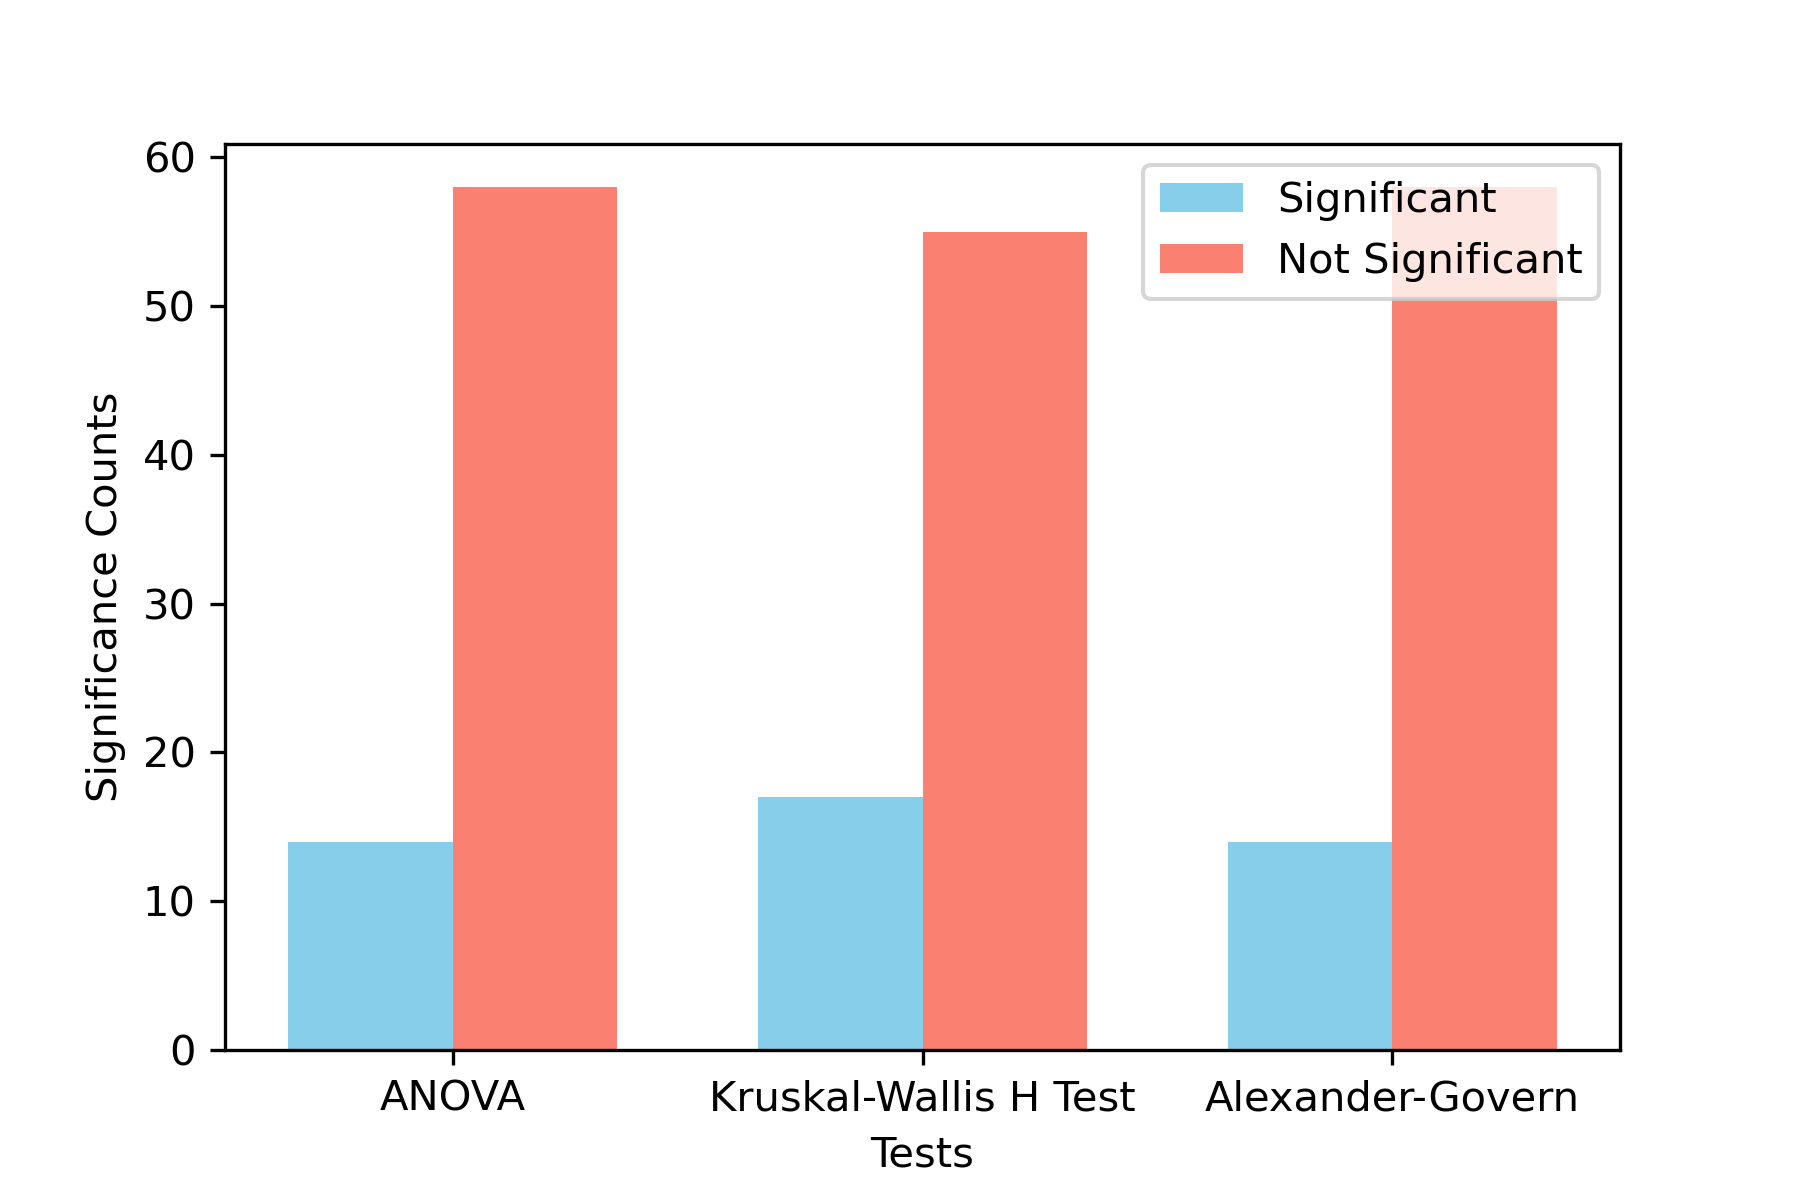 60
50
40
30
20
10
0
Significance Counts
Significant
Not Significant
ANOVA
Kruskal-Wallis H Test
Alexander-Govern
Tests